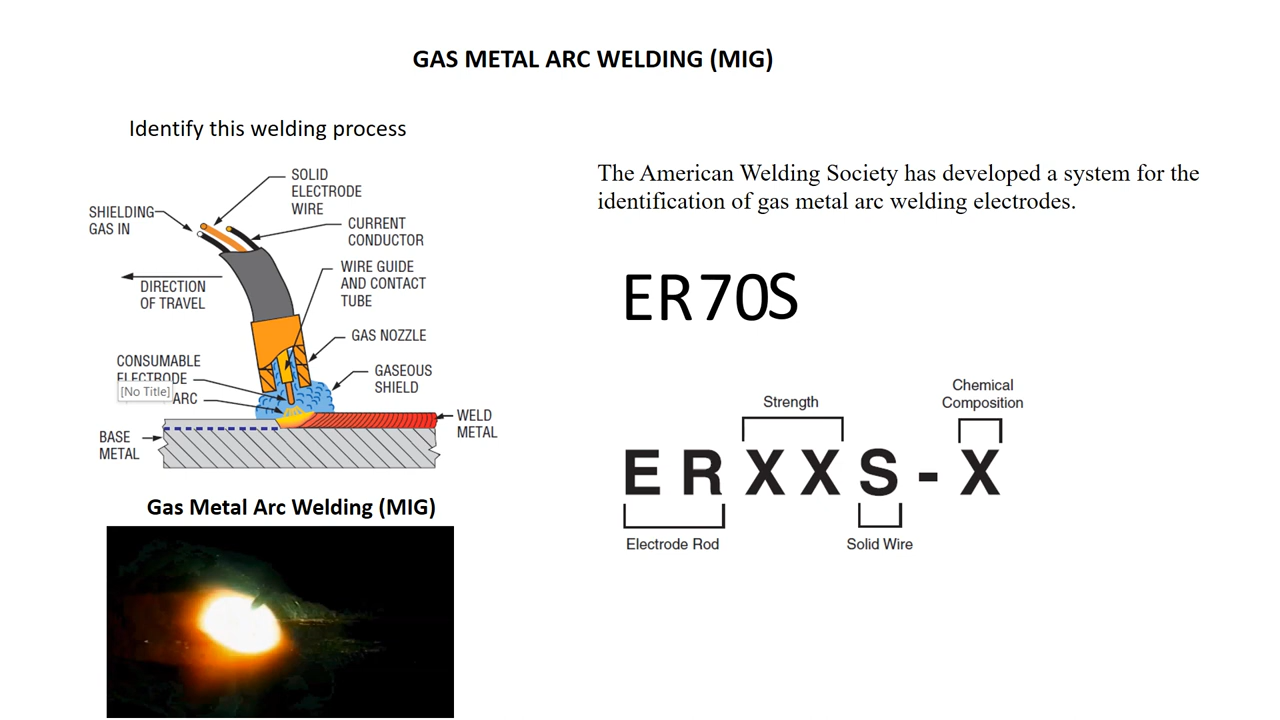 GAS METAL ARC WELDING (MIG)
Identify this welding process
SOLID
ELECTRODE
WIRE
SHIELDING
GAS IN
CURRENT
CONDUCTOR
WIRE GUIDE
AND CONTACT
TUBE
DIRECTION
OF TRAVEL
GAS NOZZLE
CONSUMABLE
ELECTRODE
[No Title]
ARC
GASEOUS
SHIELD
WELD
METAL
BASE
METAL
Gas Metal Arc Welding (MIG)
The American Welding Society has developed a system for the
identification of gas metal arc welding electrodes.
ER70S
Chemical
Composition
Strength
ERXXS-X
Electrode Rod
Solid Wire